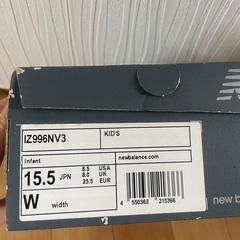 IZ996NV3
KID'S
Infant
newbalance.com
15.5 JPN
8.5 USA
8.0 UK
25.5 EUR
W width
4 550362 213366
new b